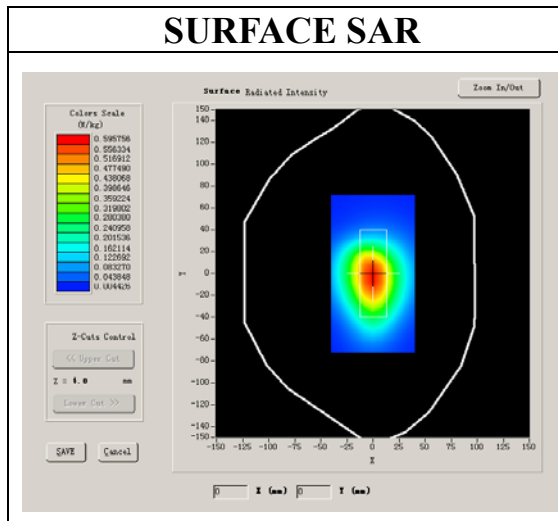 SURFACE SAR
Surface Radiated Intensity
Zoom In/Out
Colors Scale
(W/kg)
0.595756
0.556334
0.516912
0.477490
0.438068
0.398646
0.359224
0.319802
0.280380
0.240958
0.201536
0.162114
0.122692
0.083270
0.043848
0.004426
150
140
120
100
80
60
40
20
0
-20
-40
-60
-80
-100
-120
-140
-150
Y
-150 -125 -100 -75 -50 -25 0 25 50 75 100 125 150
X
Z-Cuts Control
<< Upper Cut
Z = 4.0 mm
Lower Cut >>
SAVE Cancel
0 X (mm) 0 Y (mm)